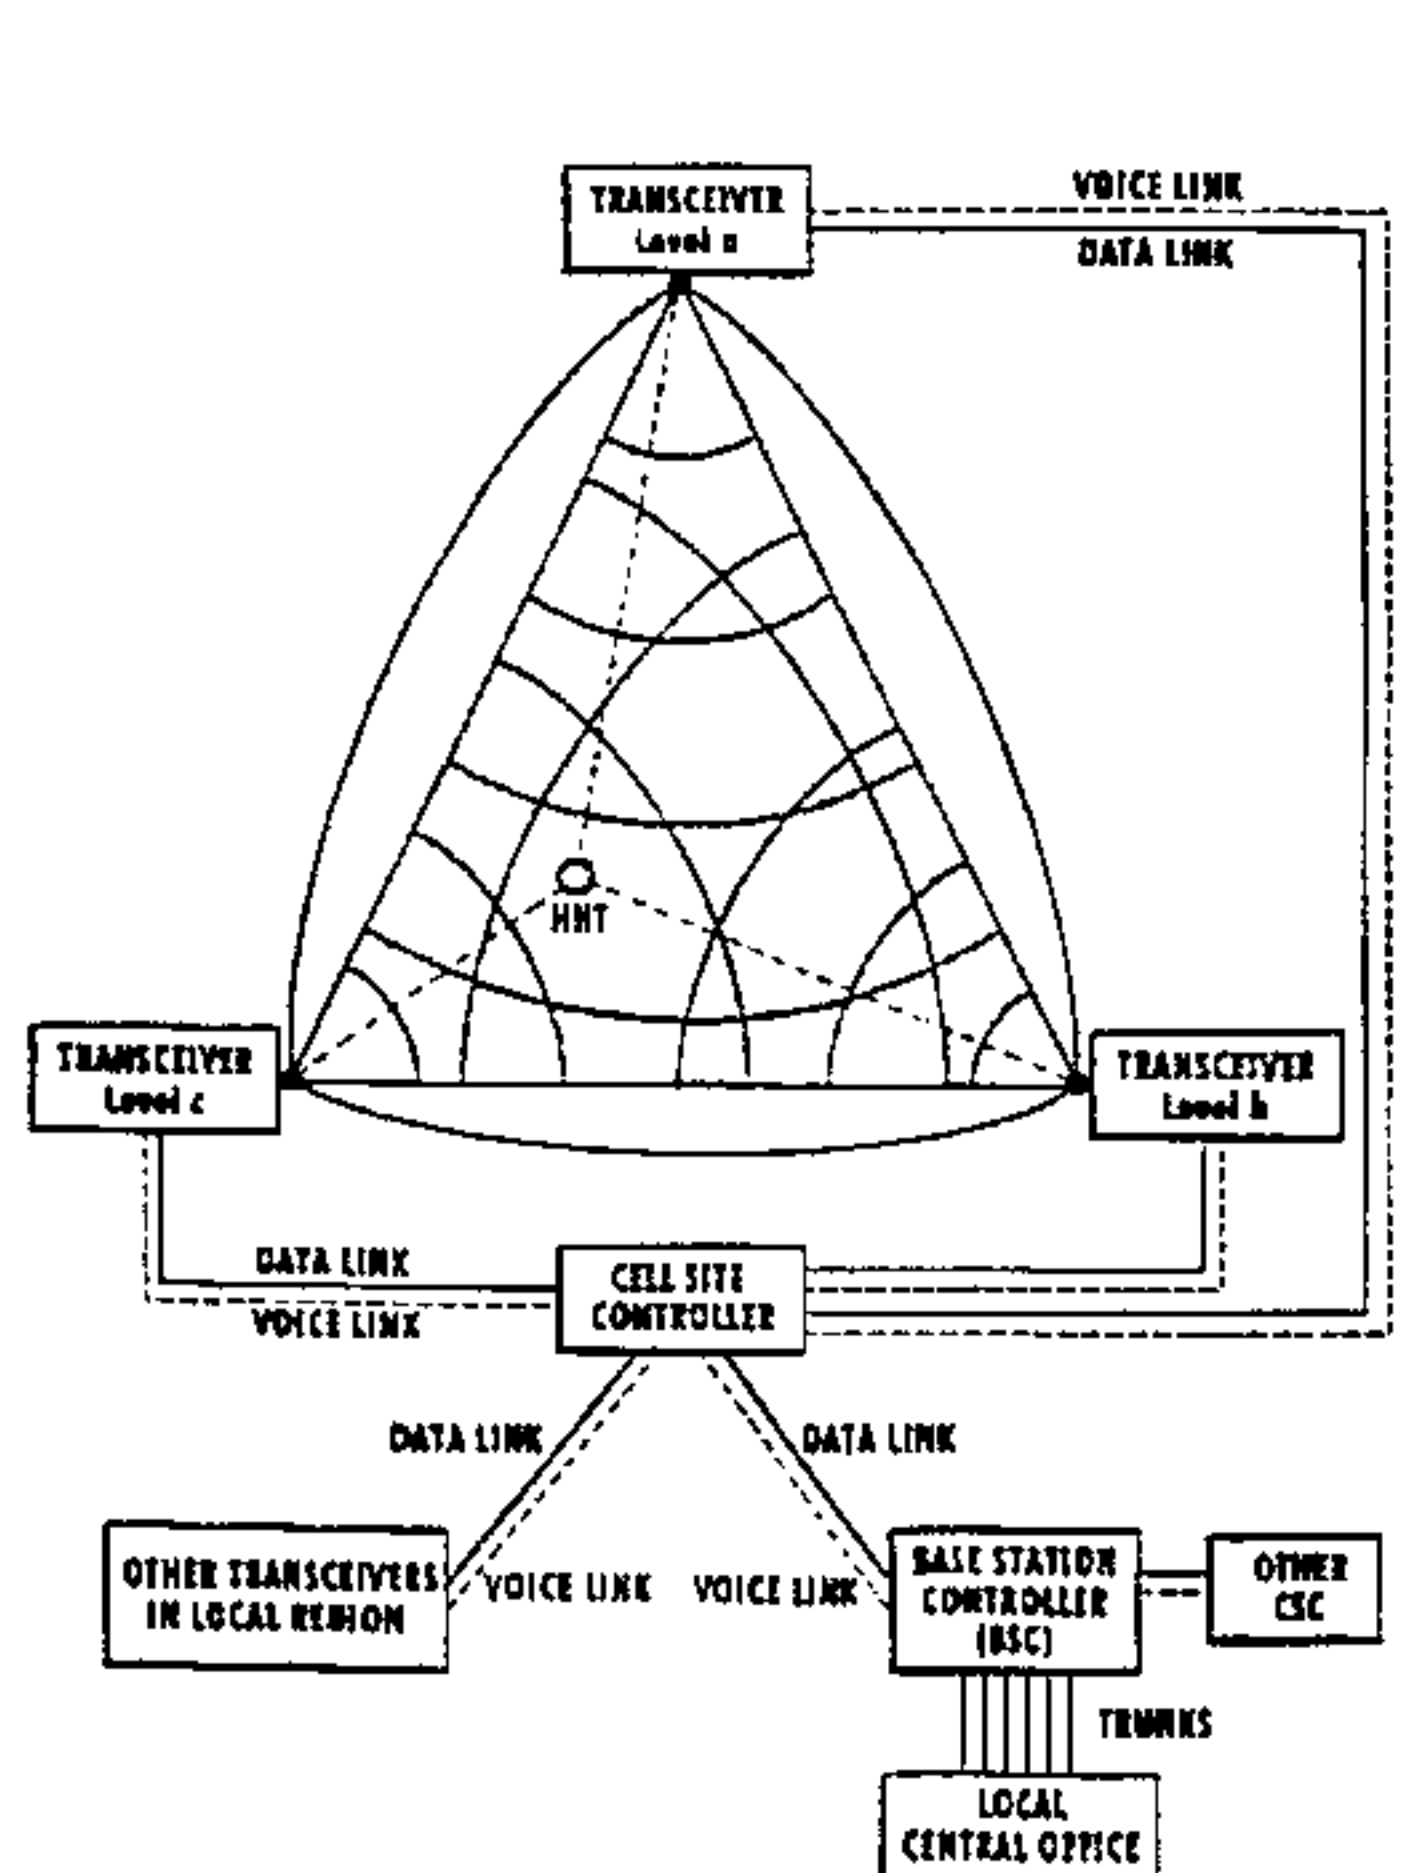 TRANSCEIVER
Level a
VOICE LINK
DATA LINK
HHT
TRANSCEIVER
Level c
TRANSCEIVER
Level b
DATA LINK
VOICE LINK
CELL SITE
CONTROLLER
DATA LINK
DATA LINK
OTHER TRANSCEIVERS
IN LOCAL REGION
VOICE LINK
VOICE LINK
BASE STATION
CONTROLLER
(BSC)
OTHER
CSC
TRUNKS
LOCAL
CENTRAL OFFICE